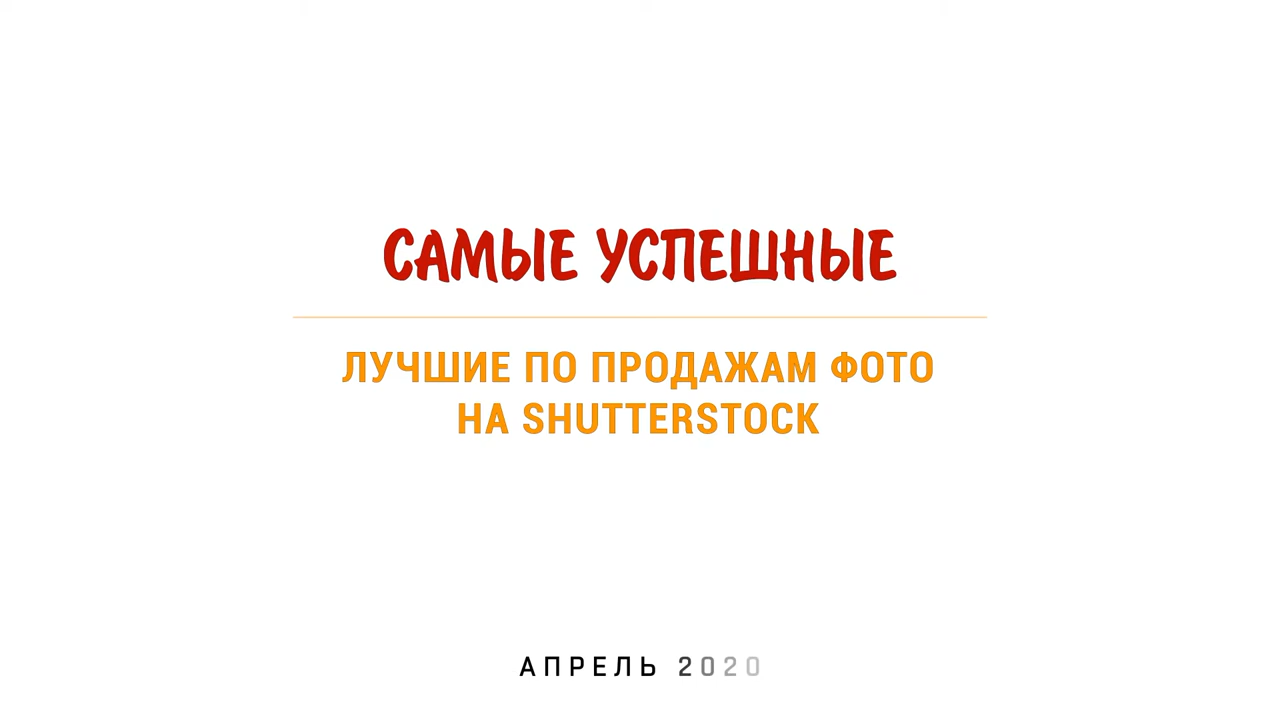 САМЫЕ УСПЕШНЫЕ
ЛУЧШИЕ ПО ПРОДАЖАМ ФОТО
НА SHUTTERSTOCK
АПРЕЛЬ 2020